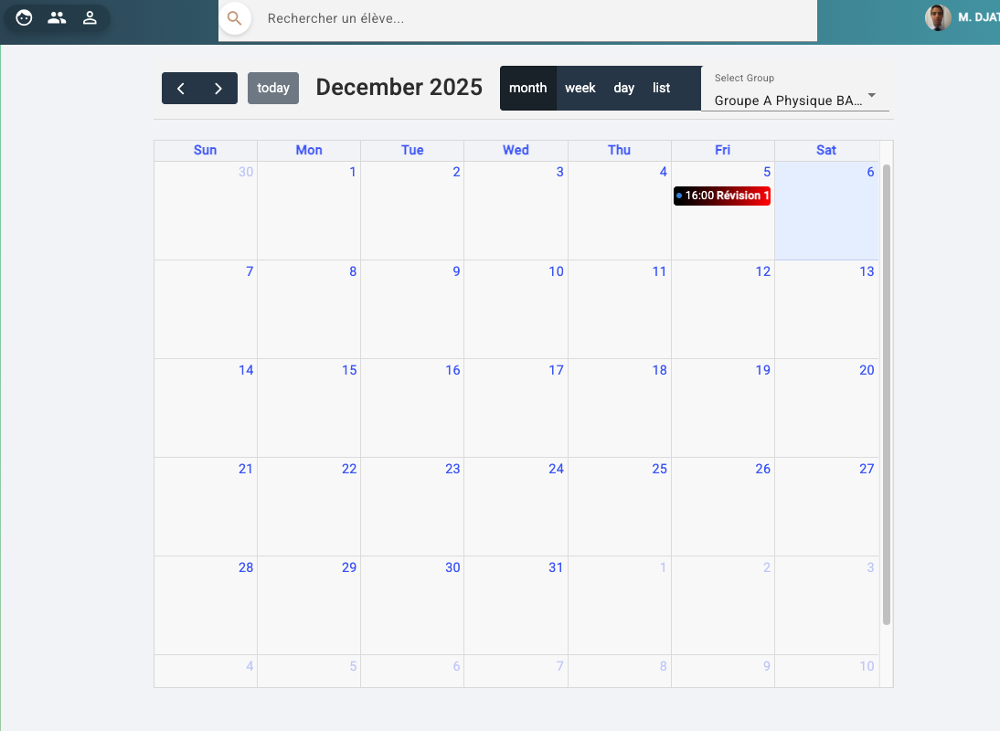 Rechercher un élève...
M. DJAT
today
December 2025
month week day list
Select Group
Groupe A Physique BA...
Sun Mon Tue Wed Thu Fri Sat
30 1 2 3 4 5 6
16:00 Révision 1
7 8 9 10 11 12 13
14 15 16 17 18 19 20
21 22 23 24 25 26 27
28 29 30 31 1 2 3
4 5 6 7 8 9 10